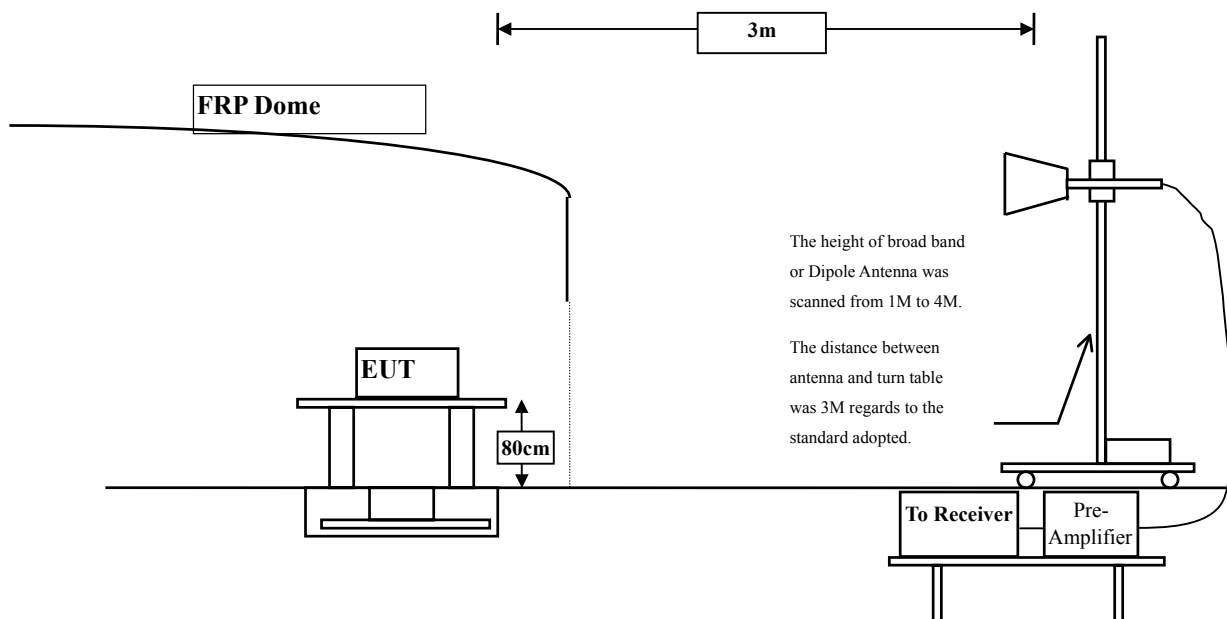 3m
FRP Dome
The height of broad band
or Dipole Antenna was
scanned from 1M to 4M.
The distance between
antenna and turn table
was 3M regards to the
standard adopted.
EUT
80cm
To Receiver
Pre-
Amplifier